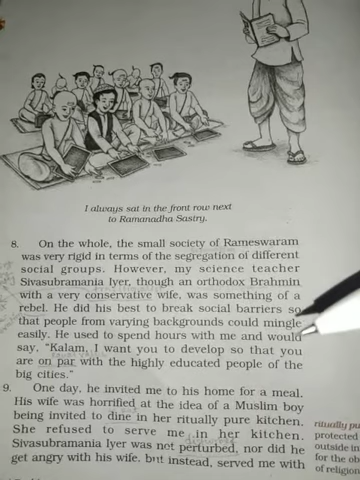 I always sat in the front row next
to Ramanadha Sastry.
8. On the whole, the small society of Rameswaram
was very rigid in terms of the segregation of different
social groups. However, my science teacher
Sivasubramania Iyer, though an orthodox Brahmin
with a very conservative wife, was something of a
rebel. He did his best to break social barriers so
that people from varying backgrounds could mingle
easily. He used to spend hours with me and would
say, "Kalam, I want you to develop so that you
are on par with the highly educated people of the
big cities."
9. One day, he invited me to his home for a meal.
His wife was horrified at the idea of a Muslim boy
being invited to dine in her ritually pure kitchen.
She refused to serve me in her kitchen.
Sivasubramania Iyer was not perturbed, nor did he
get angry with his wife, but instead, served me with
ritually pu
protected
outside in
for the ob
of religion